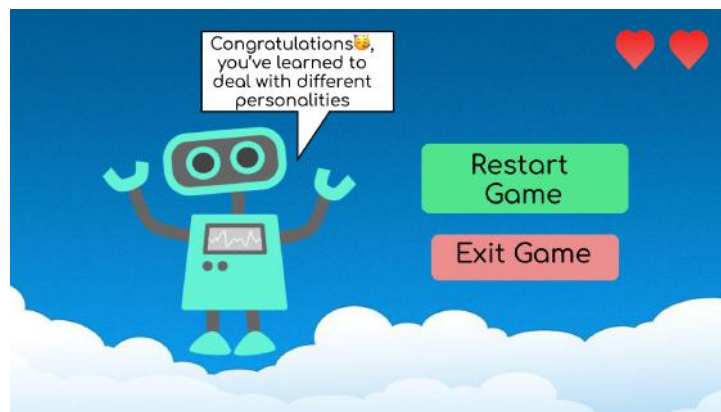 Congratulations🥳,
you've learned to
deal with different
personalities
Restart
Game
Exit Game